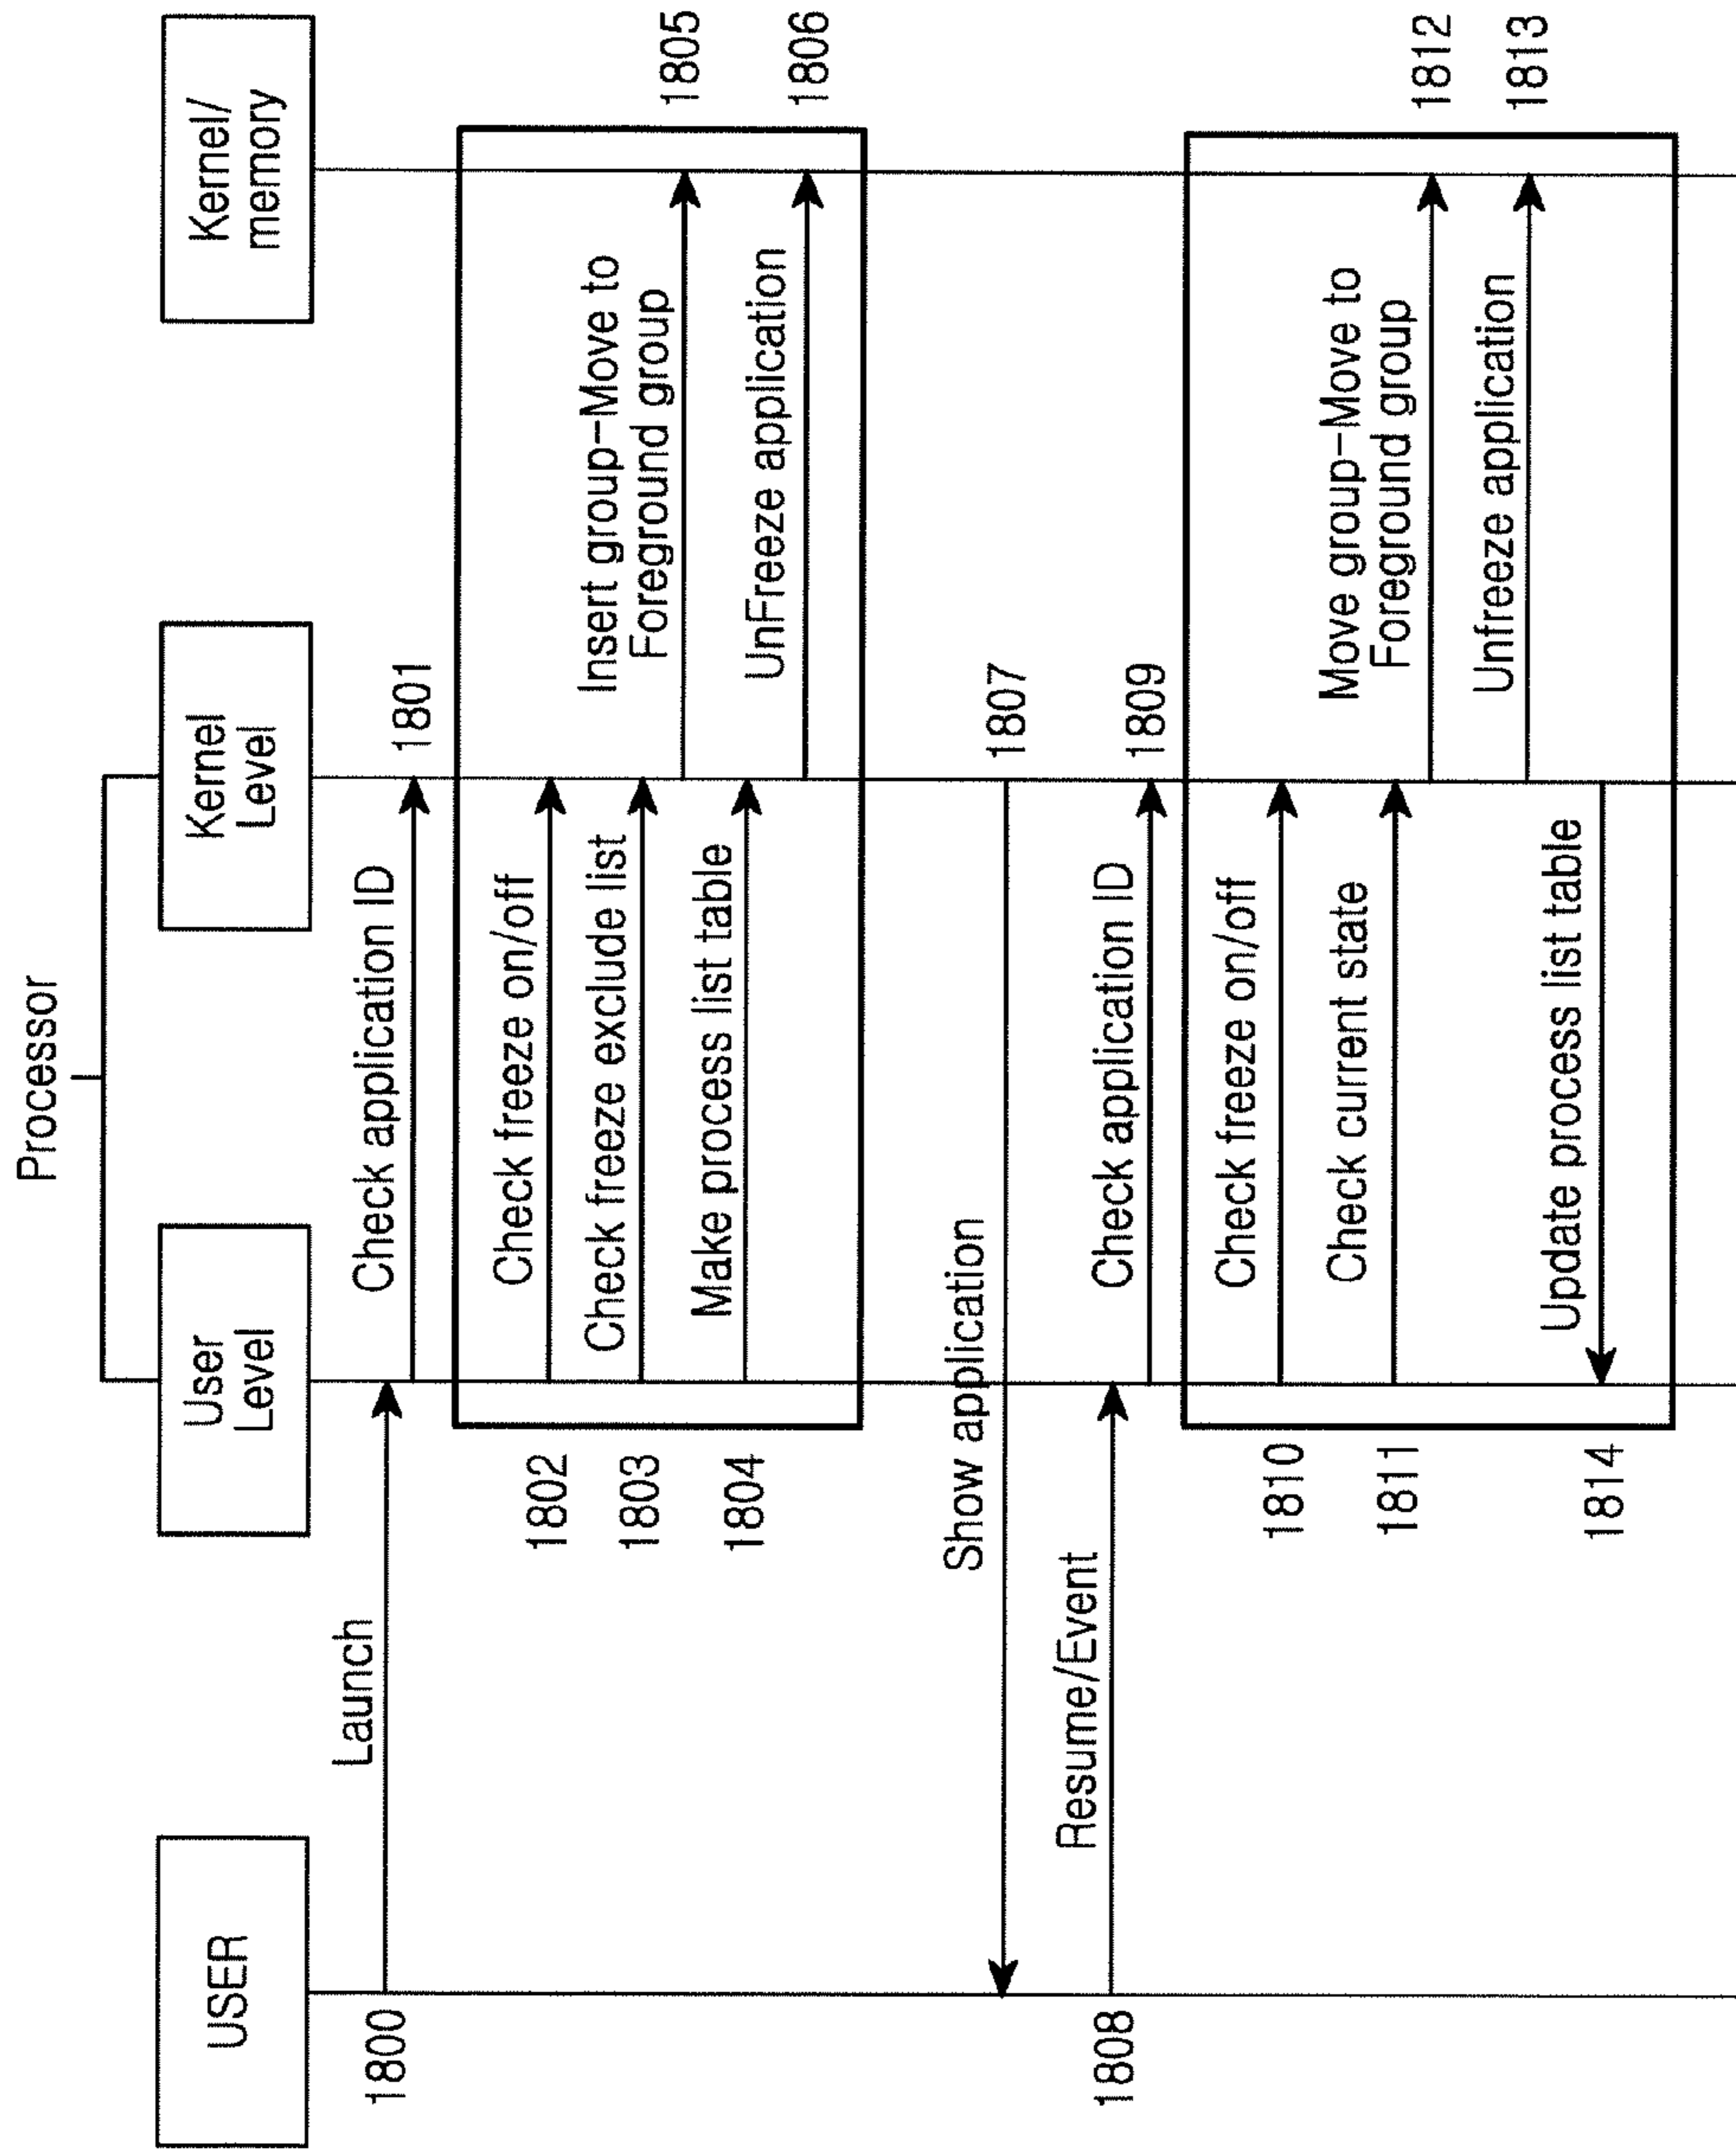 Processor
USER
User
Level
Kernel
Level
Kernel/
memory
Launch
1800
Check application ID
1801
Check freeze on/off
1802
Check freeze exclude list
1803
Insert group-Move to
Foreground group
1805
Make process list table
1804
UnFreeze application
1806
Show application
1807
Resume/Event
1808
Check application ID
1809
Check freeze on/off
1810
Check current state
1811
Move group-Move to
Foreground group
1812
Unfreeze application
1813
Update process list table
1814